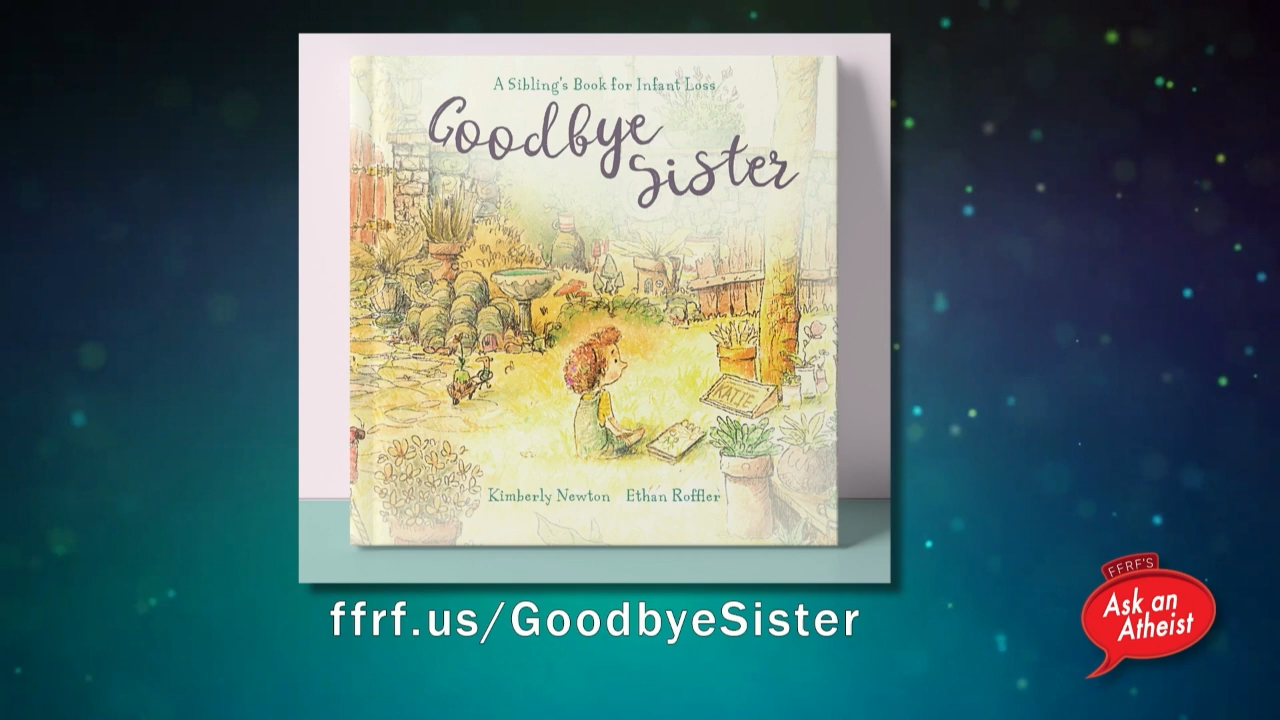 A Sibling's Book for Infant Loss
Goodbye
Sister
KATIE
Kimberly Newton Ethan Roffler
ffrf.us/GoodbyeSister
FFRF'S
Ask an
Atheist